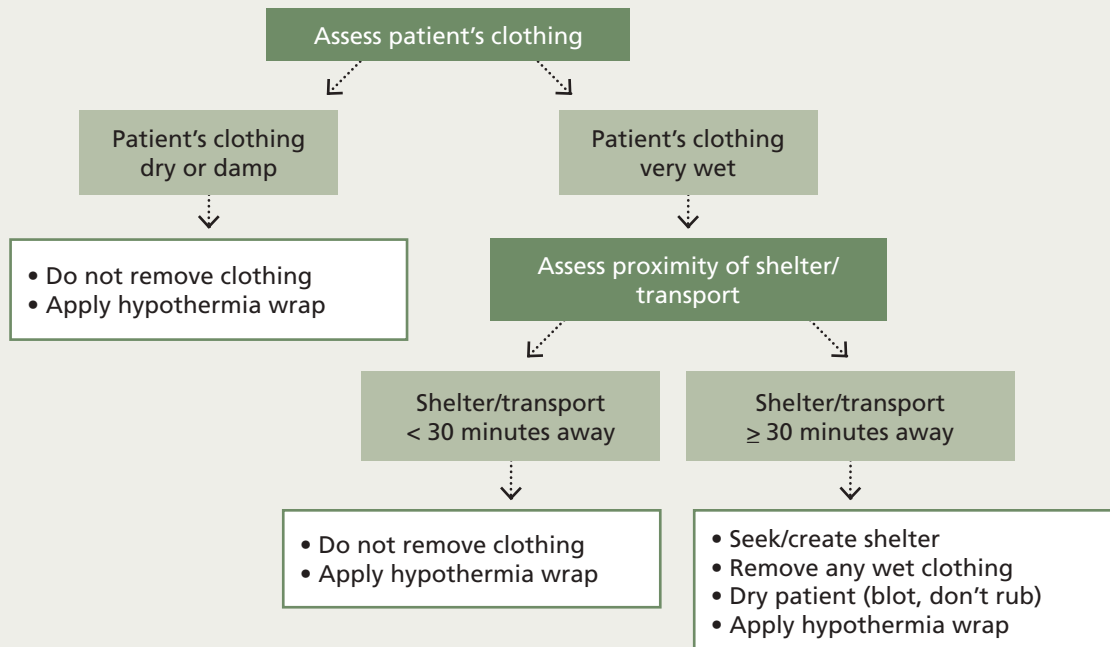 Assess patient’s clothing
Patient’s clothing
dry or damp
Patient’s clothing
very wet
• Do not remove clothing
• Apply hypothermia wrap
Assess proximity of shelter/
transport
Shelter/transport
< 30 minutes away
Shelter/transport
≥ 30 minutes away
• Do not remove clothing
• Apply hypothermia wrap
• Seek/create shelter
• Remove any wet clothing
• Dry patient (blot, don’t rub)
• Apply hypothermia wrap